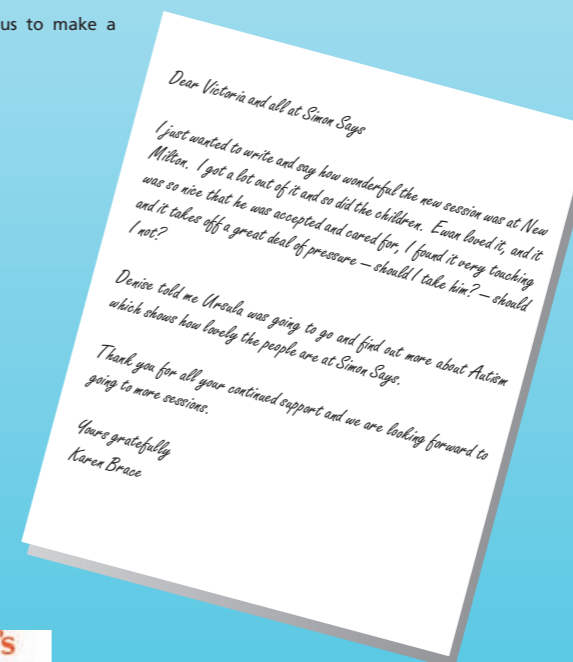 us to make a
Dear Victoria and all at Simon Says
I just wanted to write and say how wonderful the new session was at New
Milton. I got a lot out of it and so did the children. Ewan loved it, and it
was so nice that he was accepted and cared for, I found it very touching
and it takes off a great deal of pressure – should I take him? – should
I not?
Denise told me Ursula was going to go and find out more about Autism
which shows how lovely the people are at Simon Says.
Thank you for all your continued support and we are looking forward to
going to more sessions.
Yours gratefully
Karen Brace
's